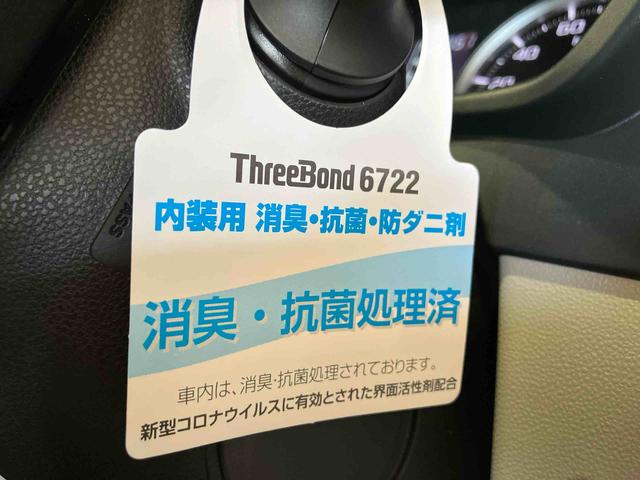 ThreeBond 6722
内装用 消臭・抗菌・防ダニ剤
消臭・抗菌処理済
車内は、消臭・抗菌処理されております。
新型コロナウイルスに有効とされた界面活性剤配合
20
40
60